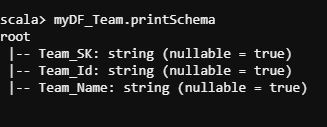 scala> myDF_Team.printSchema
root
 |-- Team_SK: string (nullable = true)
 |-- Team_Id: string (nullable = true)
 |-- Team_Name: string (nullable = true)